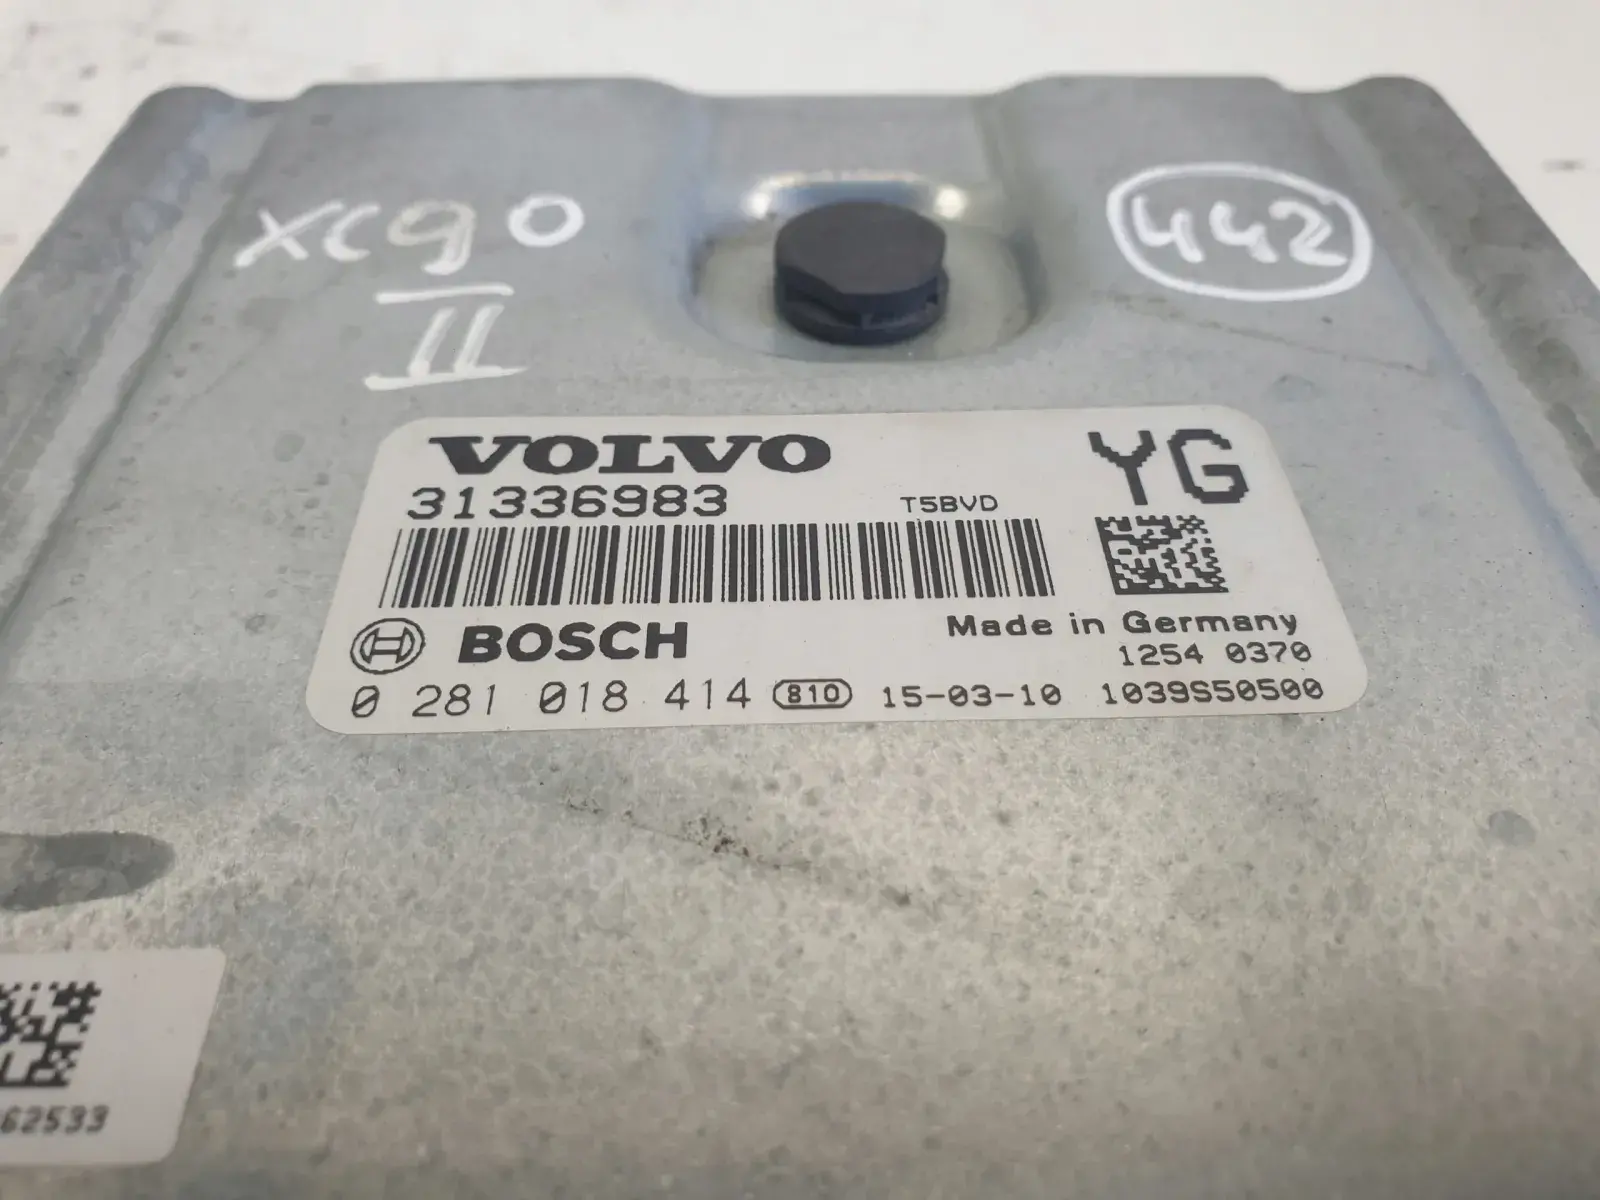 XC90
II
442
VOLVO
YG
31336983
T5BVD
BOSCH
Made in Germany
1254 0370
0 281 018 414 810 15-03-10 1039S50500
62533